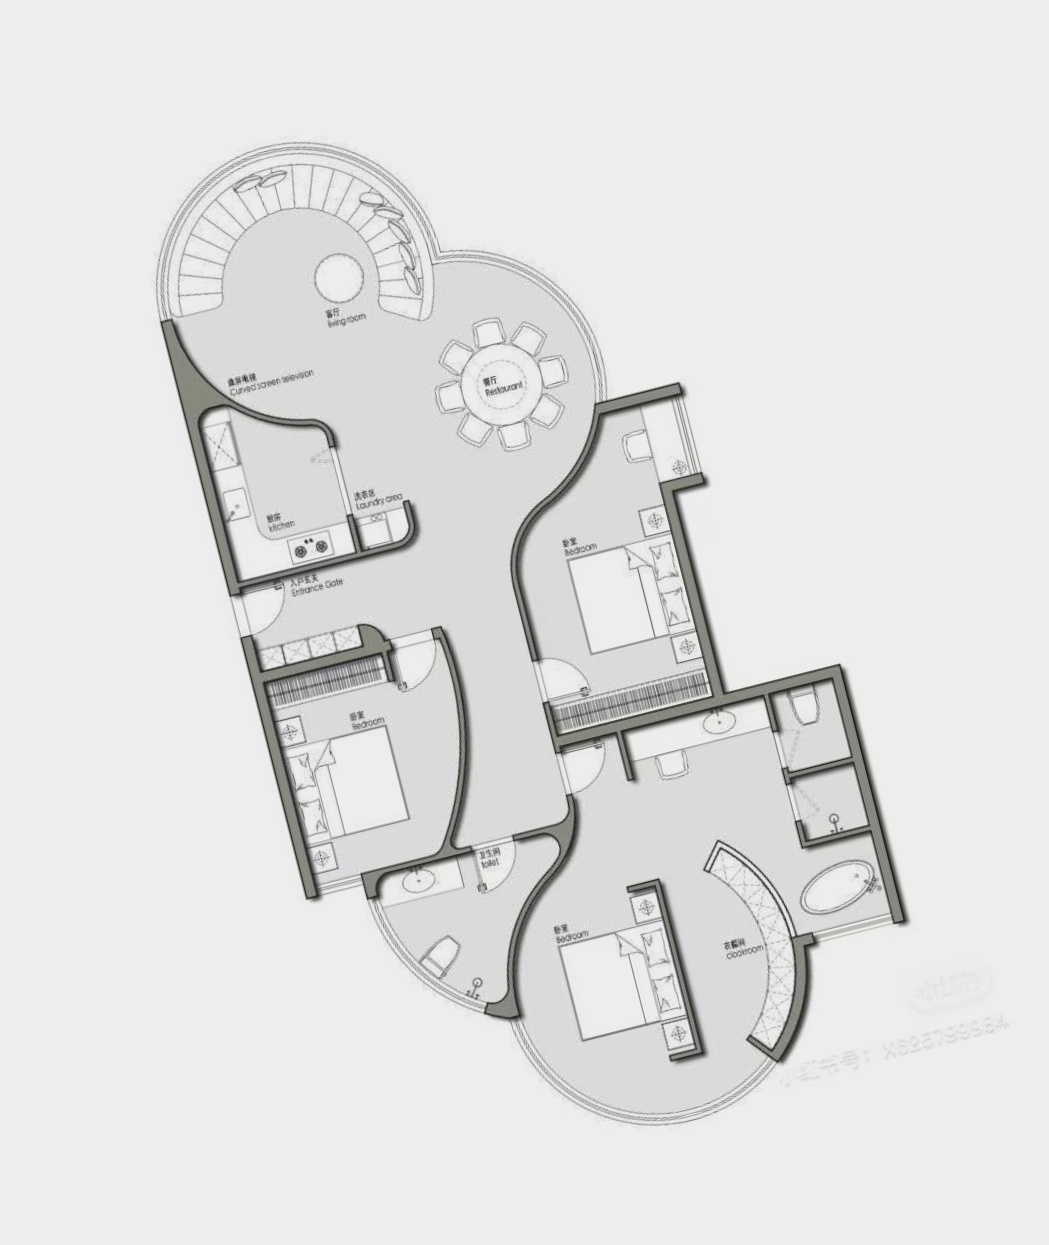 客厅
living room
曲屏电视
Curved screen television
餐厅
Restaurant
洗衣区
Laundry area
厨房
kitchen
入户玄关
Entrance Gate
卧室
Bedroom
卧室
Bedroom
卫生间
toilet
卧室
Bedroom
衣帽间
cloakroom
小红书
小红书号：X625799964